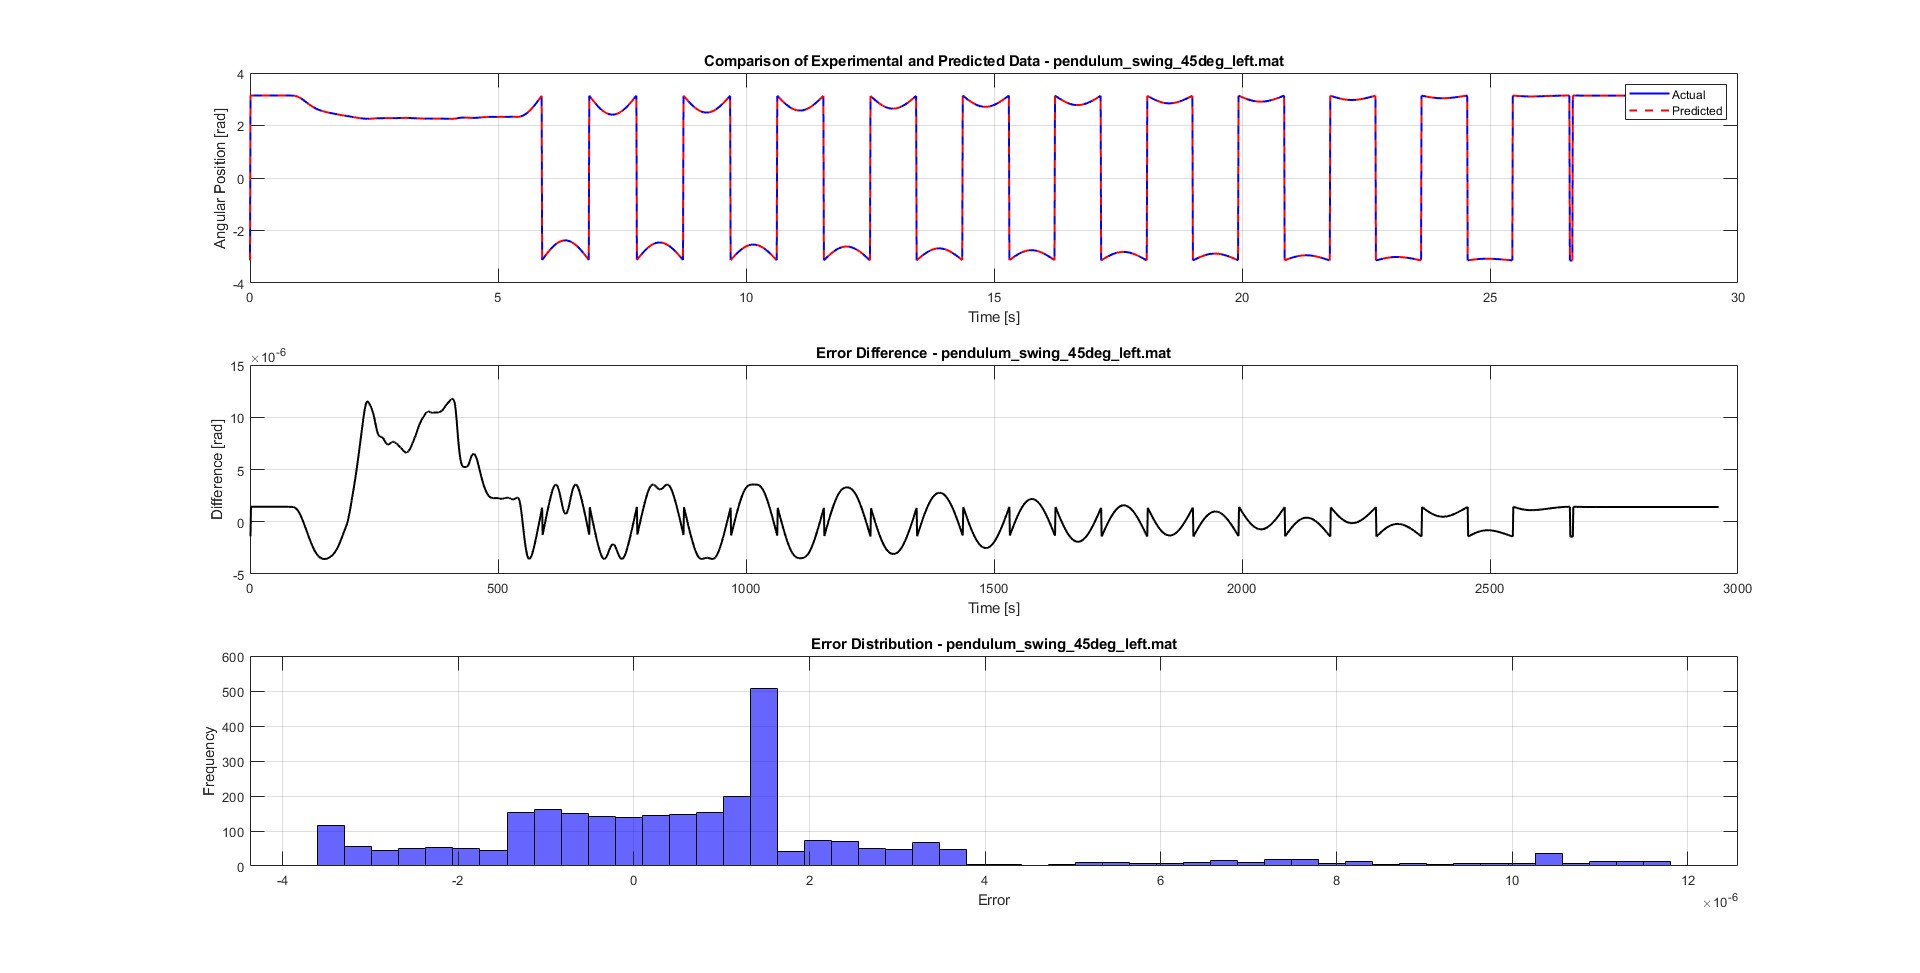 Comparison of Experimental and Predicted Data - pendulum_swing_45deg_left.mat
4
2
0
-2
-4
Angular Position [rad]
Actual
Predicted
0 5 10 15 20 25 30
Time [s]
Error Difference - pendulum_swing_45deg_left.mat
×10-6
15
10
5
0
-5
Difference [rad]
0 500 1000 1500 2000 2500 3000
Time [s]
Error Distribution - pendulum_swing_45deg_left.mat
600
500
400
300
200
100
0
Frequency
-4 -2 0 2 4 6 8 10 12
Error
×10-6